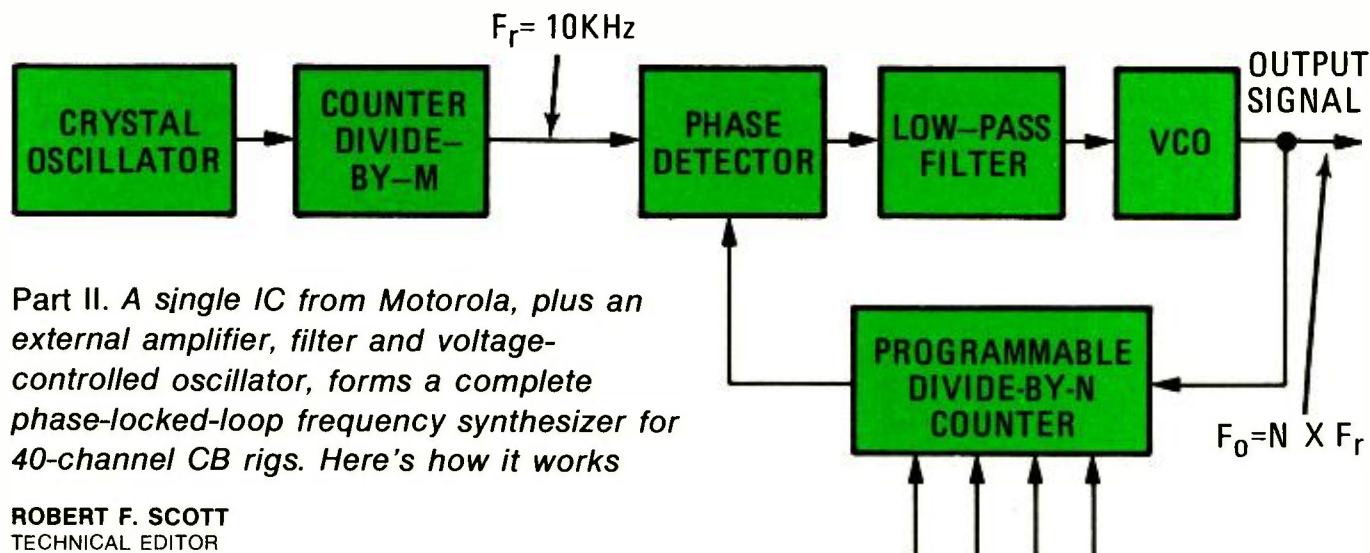 Fr= 10KHz
OUTPUT
SIGNAL
CRYSTAL
OSCILLATOR
COUNTER
DIVIDE–
BY–M
PHASE
DETECTOR
LOW–PASS
FILTER
VCO
Part II. A single IC from Motorola, plus an
external amplifier, filter and voltage-
controlled oscillator, forms a complete
phase-locked-loop frequency synthesizer for
40-channel CB rigs. Here's how it works
PROGRAMMABLE
DIVIDE-BY-N
COUNTER
Fo=N X Fr
ROBERT F. SCOTT
TECHNICAL EDITOR